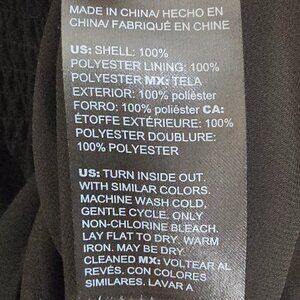 MADE IN CHINA/ HECHO EN
CHINA/ FABRIQUÉ EN CHINE
US: SHELL: 100%
POLYESTER LINING: 100%
POLYESTER MX: TELA
EXTERIOR: 100% poliéster
FORRO: 100% poliéster CA:
ÉTOFFE EXTÉRIEURE: 100%
POLYESTER DOUBLURE:
100% POLYESTER
US: TURN INSIDE OUT.
WITH SIMILAR COLORS.
MACHINE WASH COLD,
GENTLE CYCLE. ONLY
NON-CHLORINE BLEACH.
LAY FLAT TO DRY. WARM
IRON. MAY BE DRY
CLEANED MX: VOLTEAR AL
REVÉS. CON COLORES
SIMILARES. LAVAR A